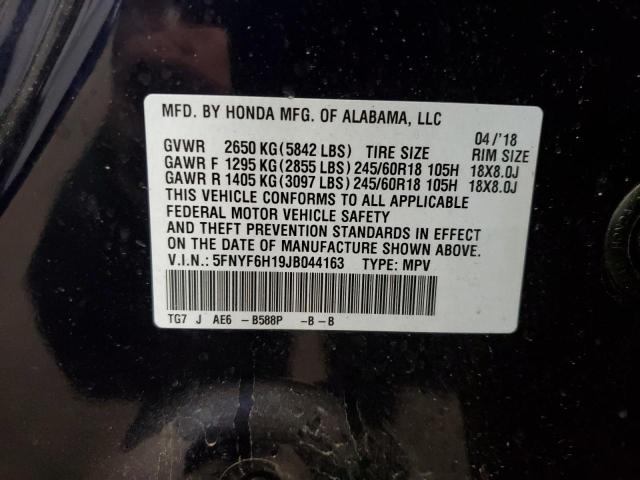 MFD. BY HONDA MFG. OF ALABAMA, LLC
04/'18
GVWR 2650 KG(5842 LBS) TIRE SIZE RIM SIZE
GAWR F 1295 KG(2855 LBS) 245/60R18 105H 18X8.0J
GAWR R 1405 KG(3097 LBS) 245/60R18 105H 18X8.0J
THIS VEHICLE CONFORMS TO ALL APPLICABLE
FEDERAL MOTOR VEHICLE SAFETY
AND THEFT PREVENTION STANDARDS IN EFFECT
ON THE DATE OF MANUFACTURE SHOWN ABOVE.
V.I.N.: 5FNYF6H19JB044163 TYPE: MPV
TG7 J AE6 - B588P -B - B